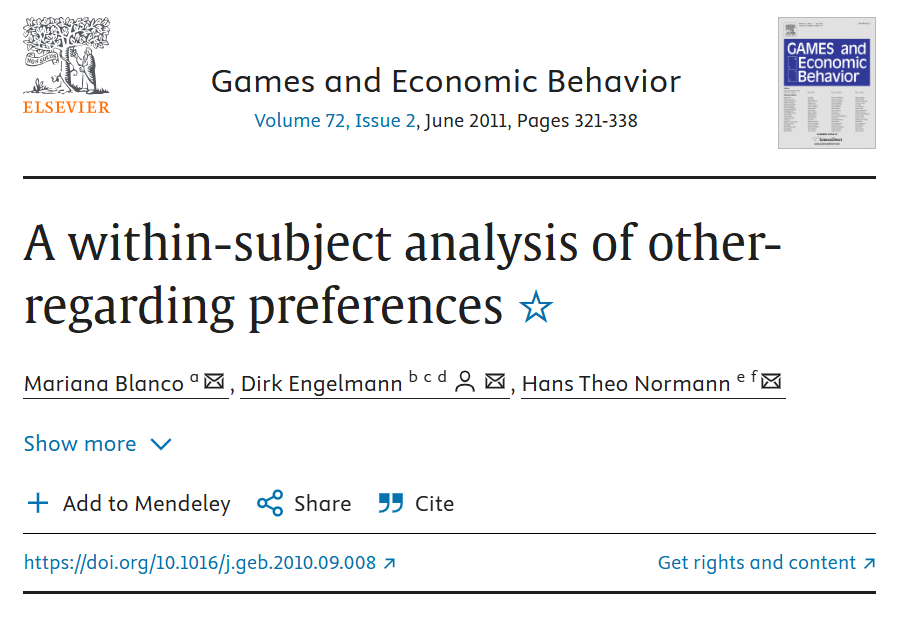 ELSEVIER
Games and Economic Behavior
Volume 72, Issue 2, June 2011, Pages 321-338
GAMES and
Economic
Behavior
A within-subject analysis of other-
regarding preferences
Mariana Blanco a, Dirk Engelmann b c d, Hans Theo Normann e f
Show more
Add to Mendeley Share Cite
https://doi.org/10.1016/j.geb.2010.09.008 Get rights and content